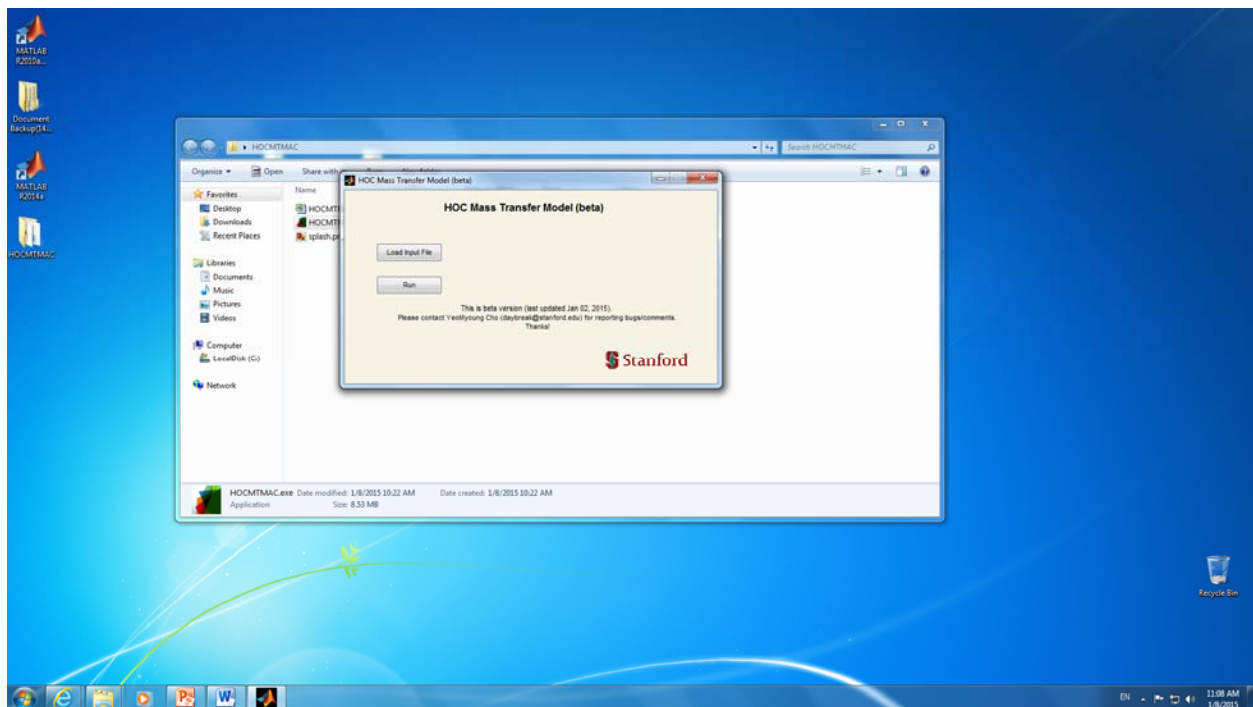 MATLAB
R2010a...
Document
Backup(14...
MATLAB
R2014a
HOCMTMAC
HOCMTMAC
Search HOCMTMAC
Organize
Open
Share with
Favorites
Desktop
Downloads
Recent Places
Libraries
Documents
Music
Pictures
Videos
Computer
LocalDisk (C:)
Network
Name
HOCMT
HOCMT
splash.p
HOC Mass Transfer Model (beta)
HOC Mass Transfer Model (beta)
Load Input File
Run
This is beta version (last updated Jan 02, 2015).
Please contact YeoMyoung Cho (daybreak@stanford.edu) for reporting bugs/comments.
Thanks!
S Stanford
HOCMTMAC.exe Date modified: 1/8/2015 10:22 AM Date created: 1/8/2015 10:22 AM
Application Size: 8.53 MB
Recycle Bin
EN
11:08 AM
1/8/2015